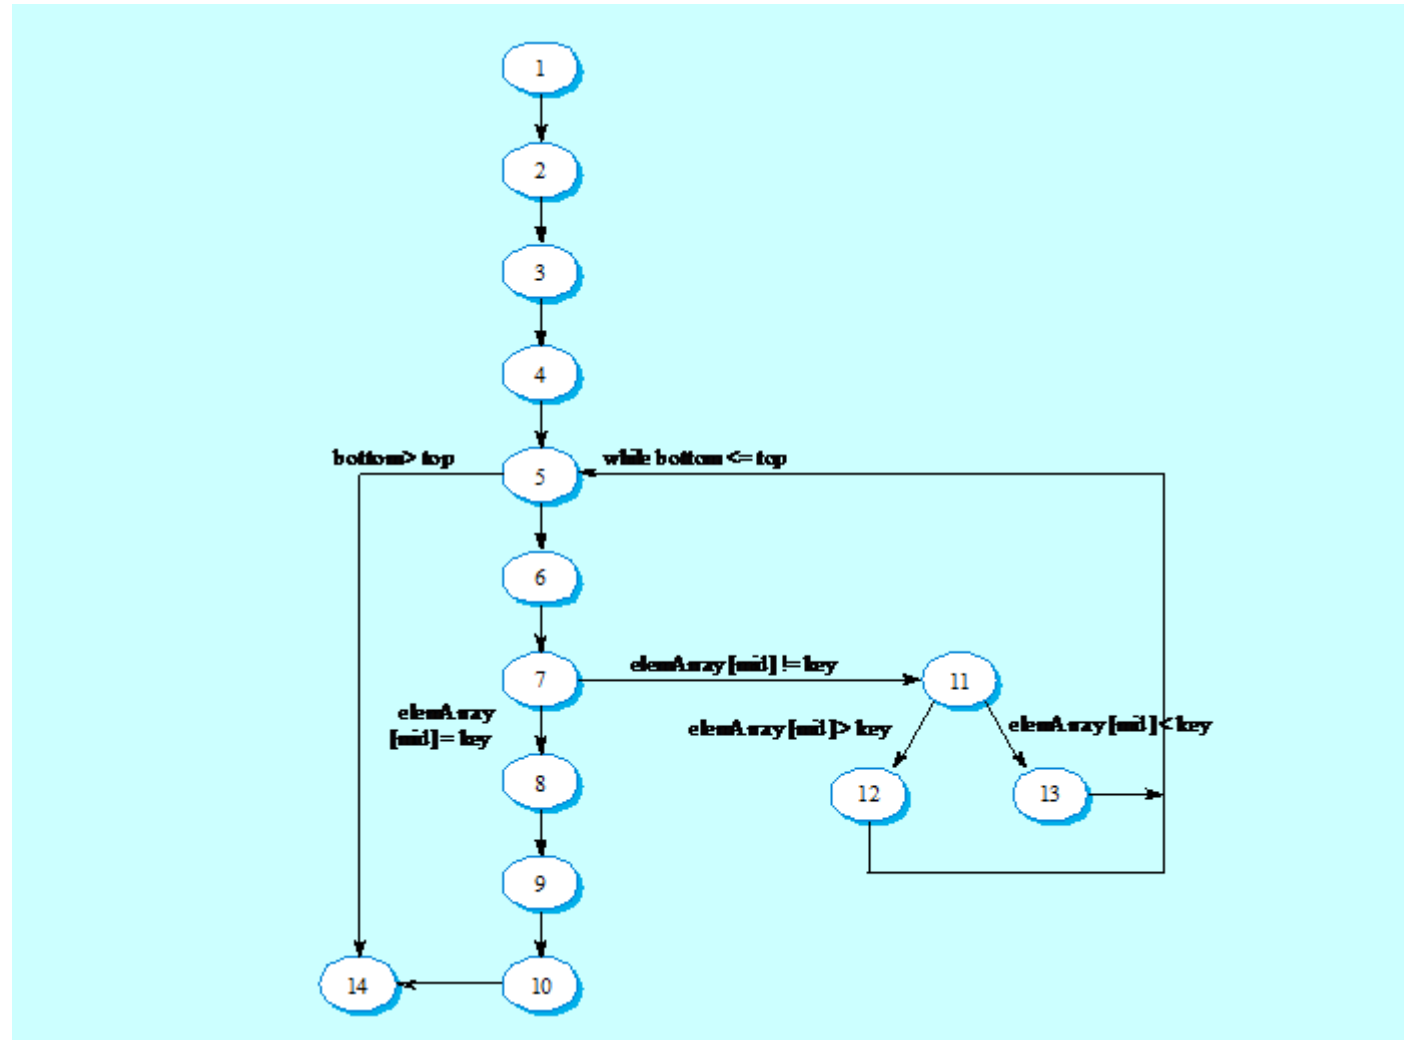 1
2
3
4
bottom> top
while bottom <= top
5
6
7
elemArray [mid] != key
11
elemArray
[mid] = key
elemArray [mid]> key
elemArray [mid]< key
8
12
13
9
14
10